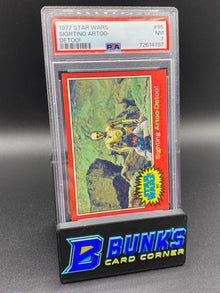 1977 STAR WARS #95
SIGHTING ARTOO- NM
DETOO! PSA 7
72614757
Sighting Artoo-Detoo!
STAR WARS
BUNK'S
CARD CORNER